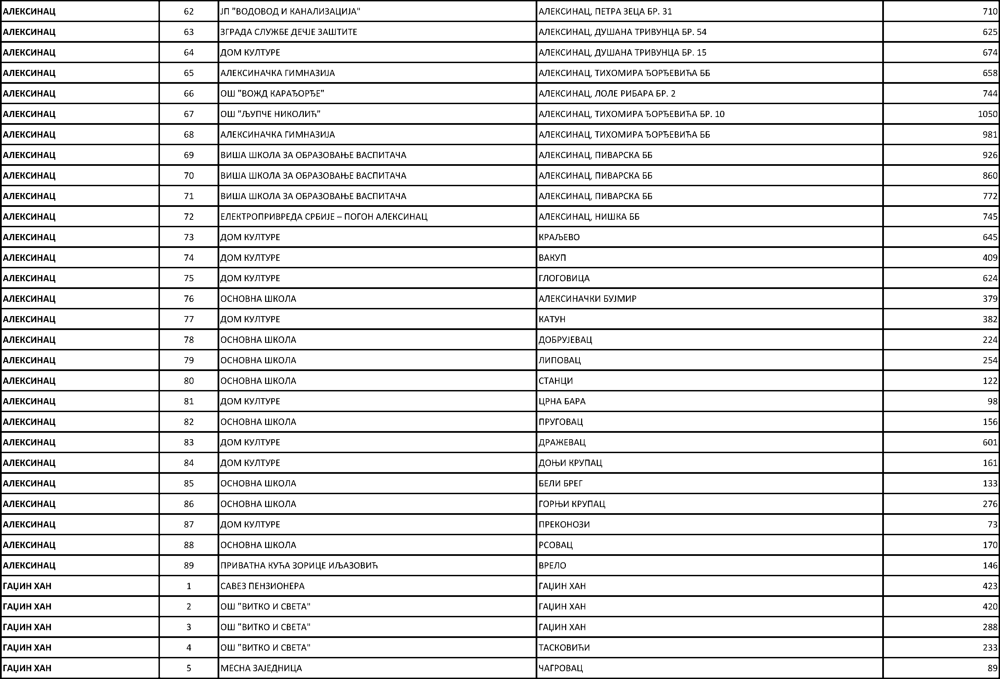 АЛЕКСИНАЦ 62 ЈП "ВОДОВОД И КАНАЛИЗАЦИЈА" АЛЕКСИНАЦ, ПЕТРА ЗЕЦА БР. 31 710
АЛЕКСИНАЦ 63 ЗГРАДА СЛУЖБЕ ДЕЧЈЕ ЗАШТИТЕ АЛЕКСИНАЦ, ДУШАНА ТРИВУНЦА БР. 54 625
АЛЕКСИНАЦ 64 ДОМ КУЛТУРЕ АЛЕКСИНАЦ, ДУШАНА ТРИВУНЦА БР. 15 674
АЛЕКСИНАЦ 65 АЛЕКСИНАЧКА ГИМНАЗИЈА АЛЕКСИНАЦ, ТИХОМИРА ЂОРЂЕВИЋА ББ 658
АЛЕКСИНАЦ 66 ОШ "ВОЖД КАРАЂОРЂЕ" АЛЕКСИНАЦ, ЛОЛЕ РИБАРА БР. 2 744
АЛЕКСИНАЦ 67 ОШ "ЉУПЧЕ НИКОЛИЋ" АЛЕКСИНАЦ, ТИХОМИРА ЂОРЂЕВИЋА БР. 10 1050
АЛЕКСИНАЦ 68 АЛЕКСИНАЧКА ГИМНАЗИЈА АЛЕКСИНАЦ, ТИХОМИРА ЂОРЂЕВИЋА ББ 981
АЛЕКСИНАЦ 69 ВИША ШКОЛА ЗА ОБРАЗОВАЊЕ ВАСПИТАЧА АЛЕКСИНАЦ, ПИВАРСКА ББ 926
АЛЕКСИНАЦ 70 ВИША ШКОЛА ЗА ОБРАЗОВАЊЕ ВАСПИТАЧА АЛЕКСИНАЦ, ПИВАРСКА ББ 860
АЛЕКСИНАЦ 71 ВИША ШКОЛА ЗА ОБРАЗОВАЊЕ ВАСПИТАЧА АЛЕКСИНАЦ, ПИВАРСКА ББ 772
АЛЕКСИНАЦ 72 ЕЛЕКТРОПРИВРЕДА СРБИЈЕ – ПОГОН АЛЕКСИНАЦ АЛЕКСИНАЦ, НИШКА ББ 745
АЛЕКСИНАЦ 73 ДОМ КУЛТУРЕ КРАЉЕВО 645
АЛЕКСИНАЦ 74 ДОМ КУЛТУРЕ ВАКУП 409
АЛЕКСИНАЦ 75 ДОМ КУЛТУРЕ ГЛОГОВИЦА 624
АЛЕКСИНАЦ 76 ОСНОВНА ШКОЛА АЛЕКСИНАЧКИ БУЈМИР 379
АЛЕКСИНАЦ 77 ДОМ КУЛТУРЕ КАТУН 382
АЛЕКСИНАЦ 78 ОСНОВНА ШКОЛА ДОБРУЈЕВАЦ 224
АЛЕКСИНАЦ 79 ОСНОВНА ШКОЛА ЛИПОВАЦ 254
АЛЕКСИНАЦ 80 ОСНОВНА ШКОЛА СТАНЦИ 122
АЛЕКСИНАЦ 81 ДОМ КУЛТУРЕ ЦРНА БАРА 98
АЛЕКСИНАЦ 82 ОСНОВНА ШКОЛА ПРУГОВАЦ 156
АЛЕКСИНАЦ 83 ДОМ КУЛТУРЕ ДРАЖЕВАЦ 601
АЛЕКСИНАЦ 84 ДОМ КУЛТУРЕ ДОЊИ КРУПАЦ 161
АЛЕКСИНАЦ 85 ОСНОВНА ШКОЛА БЕЛИ БРЕГ 133
АЛЕКСИНАЦ 86 ОСНОВНА ШКОЛА ГОРЊИ КРУПАЦ 276
АЛЕКСИНАЦ 87 ДОМ КУЛТУРЕ ПРЕКОНОЗИ 73
АЛЕКСИНАЦ 88 ОСНОВНА ШКОЛА РСОВАЦ 170
АЛЕКСИНАЦ 89 ПРИВАТНА КУЋА ЗОРИЦЕ ИЉАЗОВИЋ ВРЕЛО 146
ГАЏИН ХАН 1 САВЕЗ ПЕНЗИОНЕРА ГАЏИН ХАН 423
ГАЏИН ХАН 2 ОШ "ВИТКО И СВЕТА" ГАЏИН ХАН 420
ГАЏИН ХАН 3 ОШ "ВИТКО И СВЕТА" ГАЏИН ХАН 288
ГАЏИН ХАН 4 ОШ "ВИТКО И СВЕТА" ТАСКОВИЋИ 233
ГАЏИН ХАН 5 МЕСНА ЗАЈЕДНИЦА ЧАГРОВАЦ 89